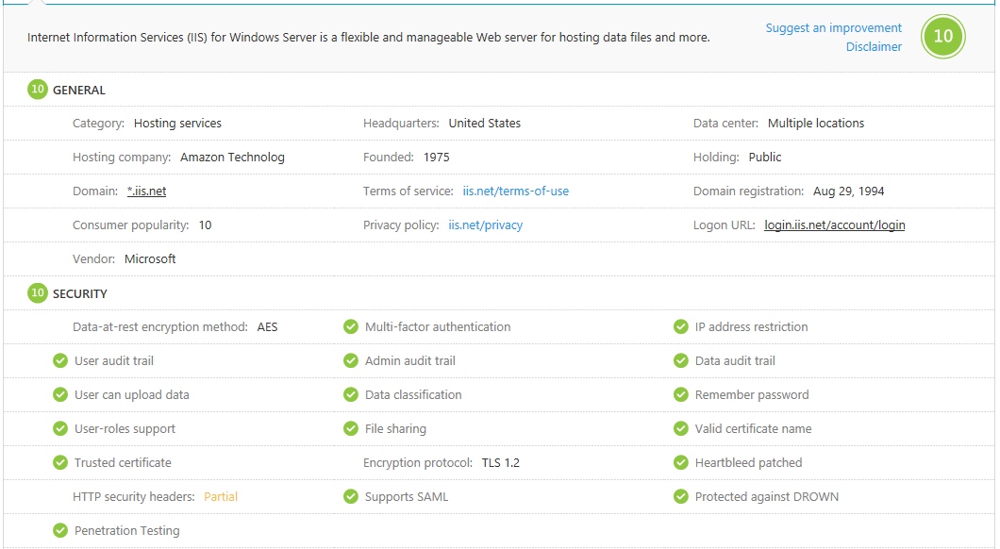 Internet Information Services (IIS) for Windows Server is a flexible and manageable Web server for hosting data files and more.
Suggest an improvement
Disclaimer
10
10 GENERAL
Category: Hosting services Headquarters: United States Data center: Multiple locations
Hosting company: Amazon Technolog Founded: 1975 Holding: Public
Domain: *.iis.net Terms of service: iis.net/terms-of-use Domain registration: Aug 29, 1994
Consumer popularity: 10 Privacy policy: iis.net/privacy Logon URL: login.iis.net/account/login
Vendor: Microsoft
10 SECURITY
Data-at-rest encryption method: AES Multi-factor authentication IP address restriction
User audit trail Admin audit trail Data audit trail
User can upload data Data classification Remember password
User-roles support File sharing Valid certificate name
Trusted certificate Encryption protocol: TLS 1.2 Heartbleed patched
HTTP security headers: Partial Supports SAML Protected against DROWN
Penetration Testing